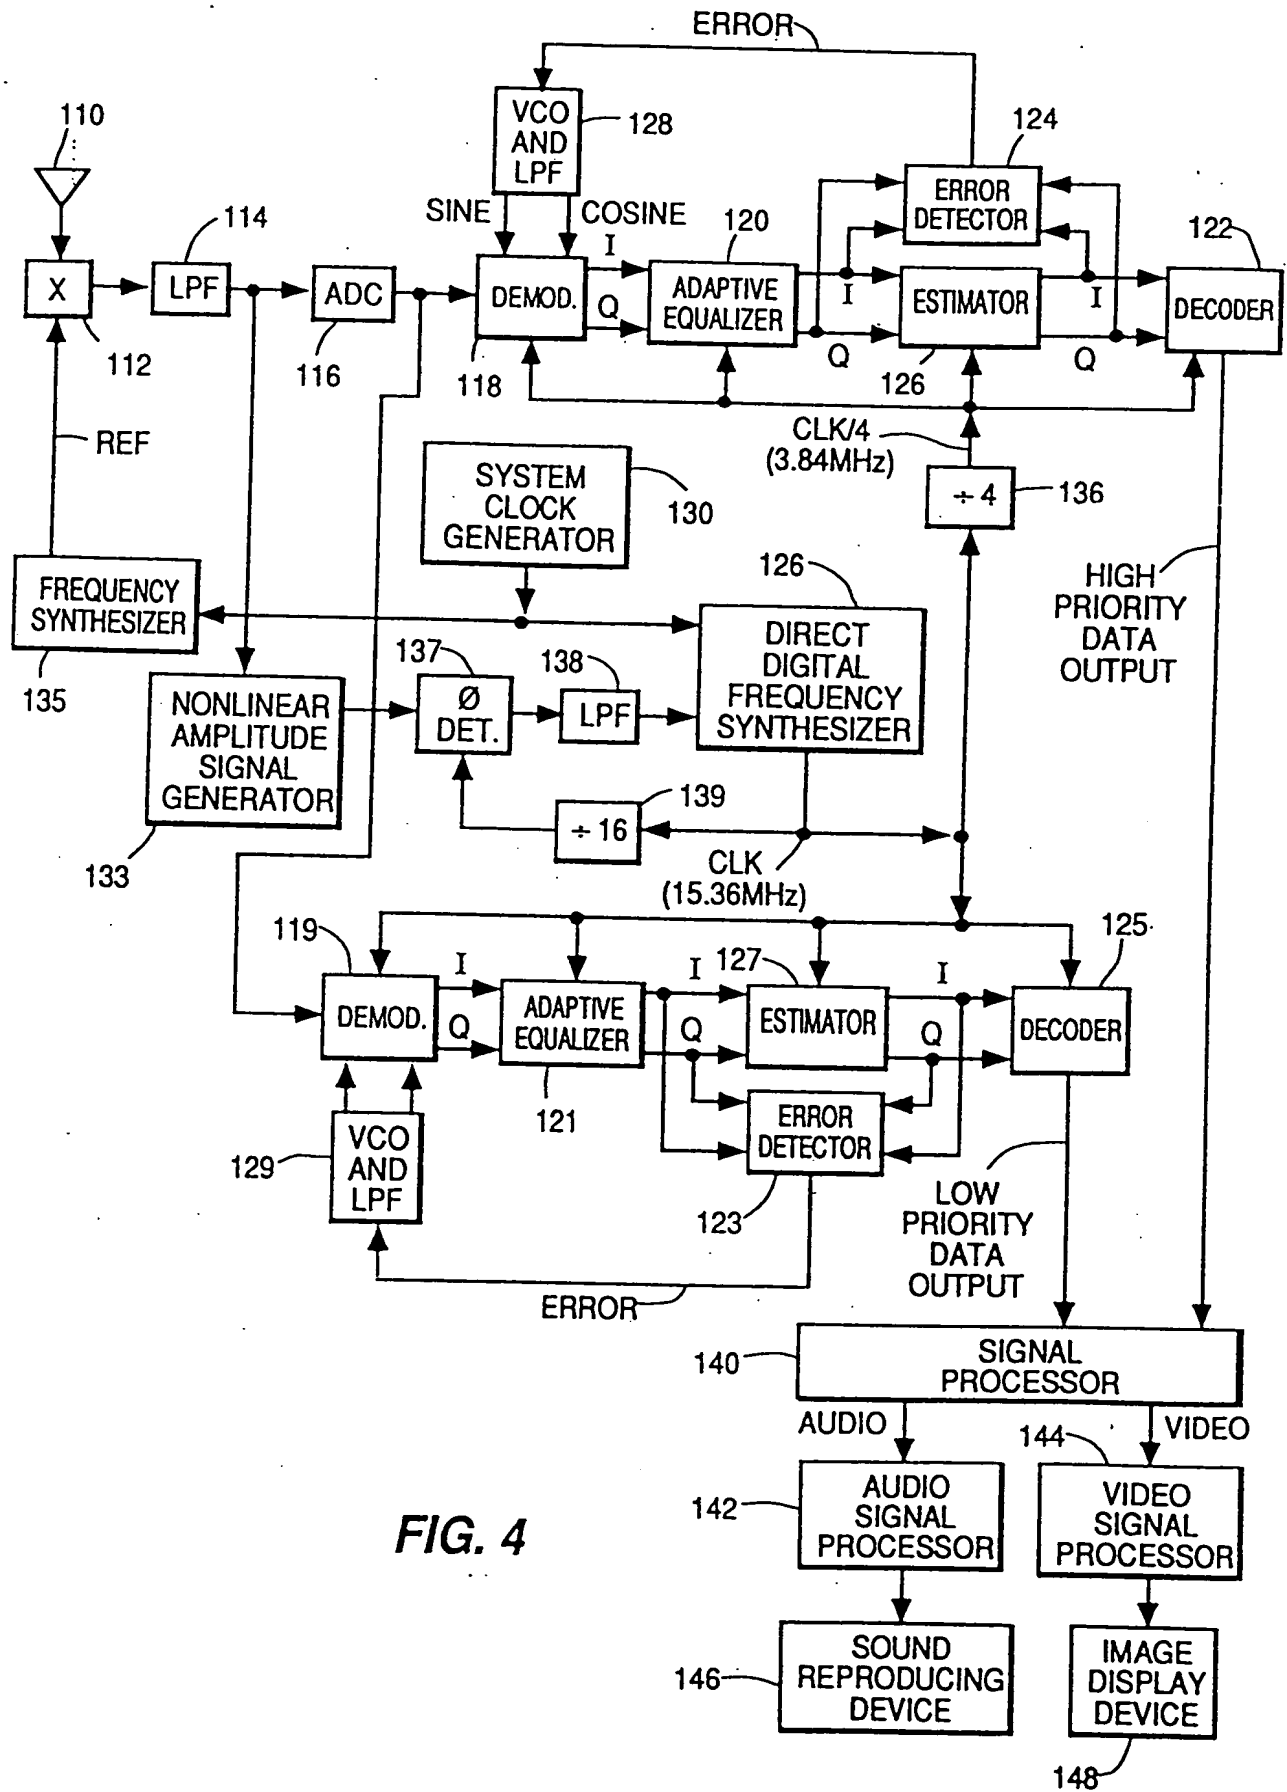 ERROR
VCO
AND
LPF
128
124
110
ERROR
DETECTOR
SINE
COSINE
114
120
122
I
X
LPF
ADC
DEMOD.
Q
ADAPTIVE
EQUALIZER
I
Q
ESTIMATOR
I
Q
DECODER
112
116
118
126
REF
CLK/4
(3.84MHz)
SYSTEM
CLOCK
GENERATOR
130
÷ 4
136
126
HIGH
PRIORITY
DATA
OUTPUT
FREQUENCY
SYNTHESIZER
135
DIRECT
DIGITAL
FREQUENCY
SYNTHESIZER
137
138
NONLINEAR
AMPLITUDE
SIGNAL
GENERATOR
133
Ø
DET.
LPF
139
÷ 16
CLK
(15.36MHz)
119
127
125
I
I
I
DEMOD.
Q
ADAPTIVE
EQUALIZER
Q
ESTIMATOR
Q
DECODER
121
ERROR
DETECTOR
VCO
AND
LPF
129
123
LOW
PRIORITY
DATA
OUTPUT
ERROR
140
SIGNAL
PROCESSOR
AUDIO
VIDEO
144
142
AUDIO
SIGNAL
PROCESSOR
VIDEO
SIGNAL
PROCESSOR
FIG. 4
146
SOUND
REPRODUCING
DEVICE
IMAGE
DISPLAY
DEVICE
148